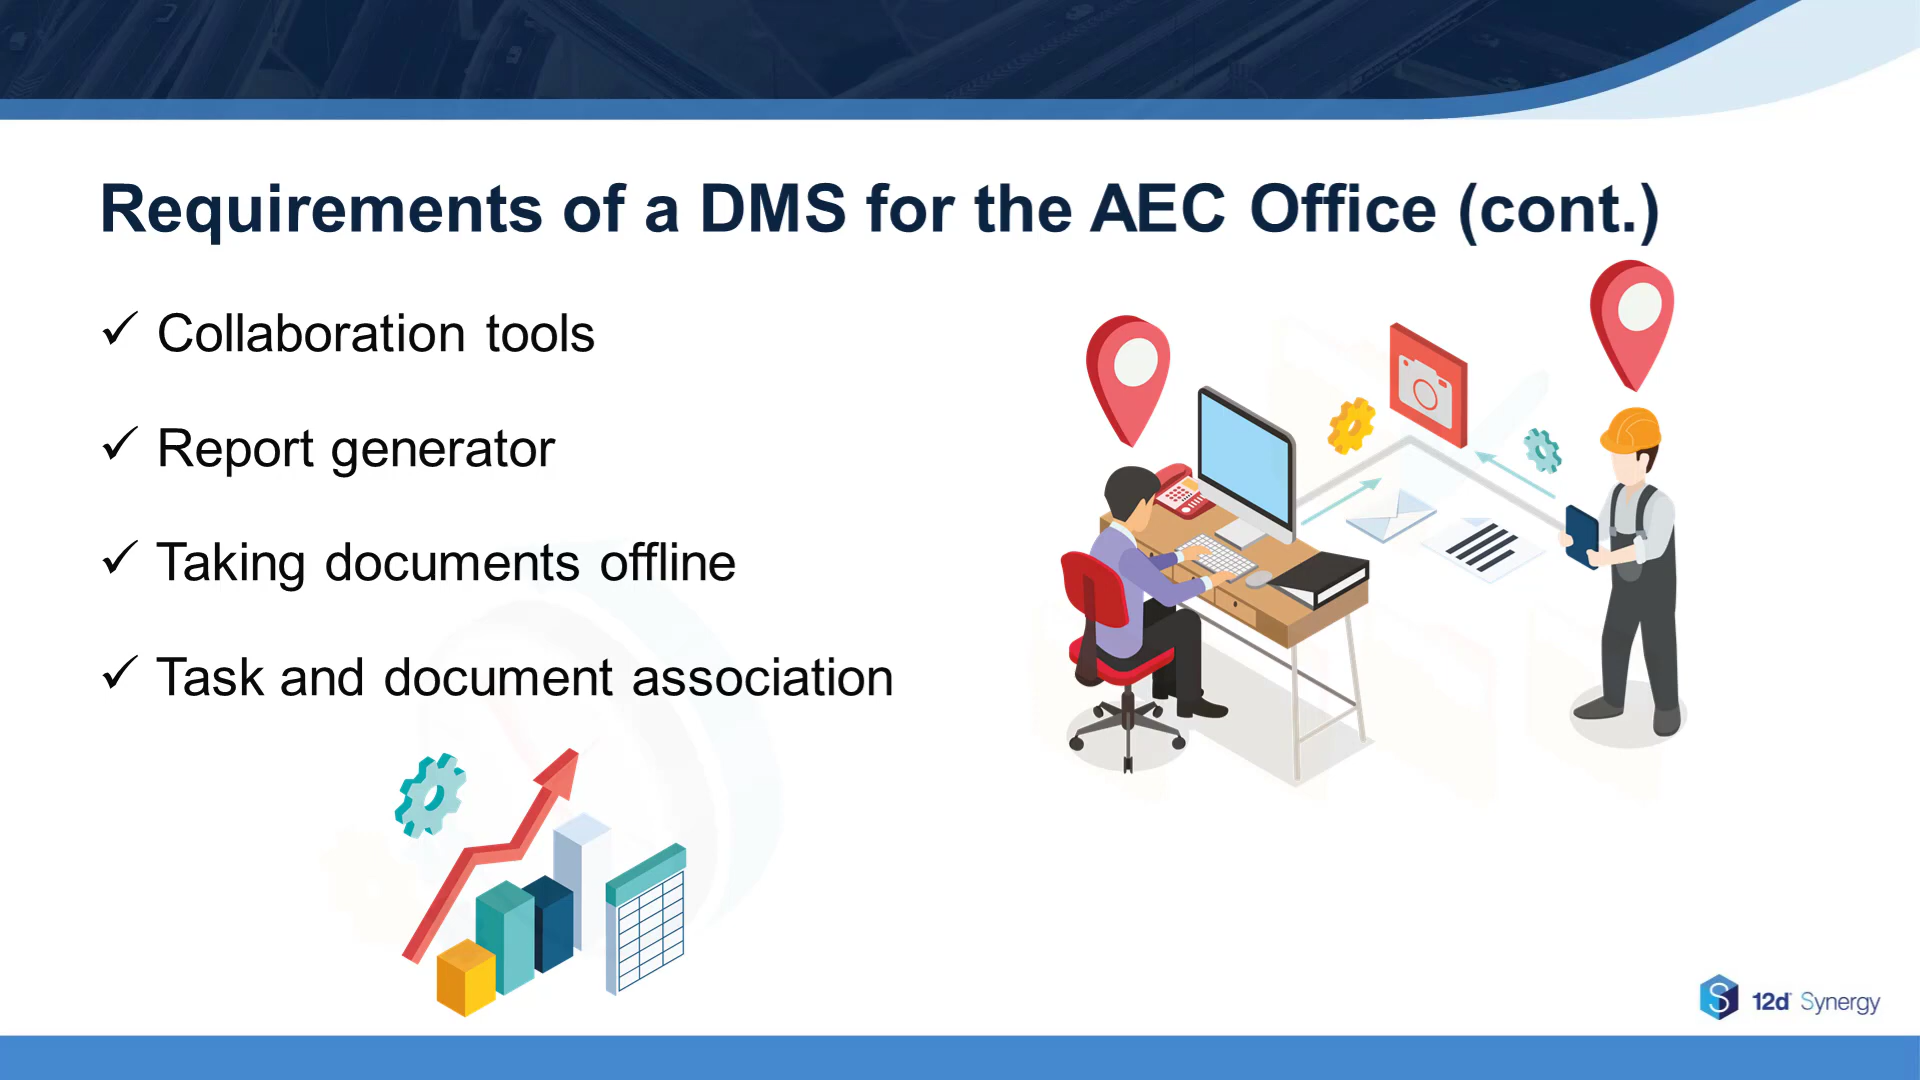 Requirements of a DMS for the AEC Office (cont.)
✓ Collaboration tools
✓ Report generator
✓ Taking documents offline
✓ Task and document association
12d Synergy